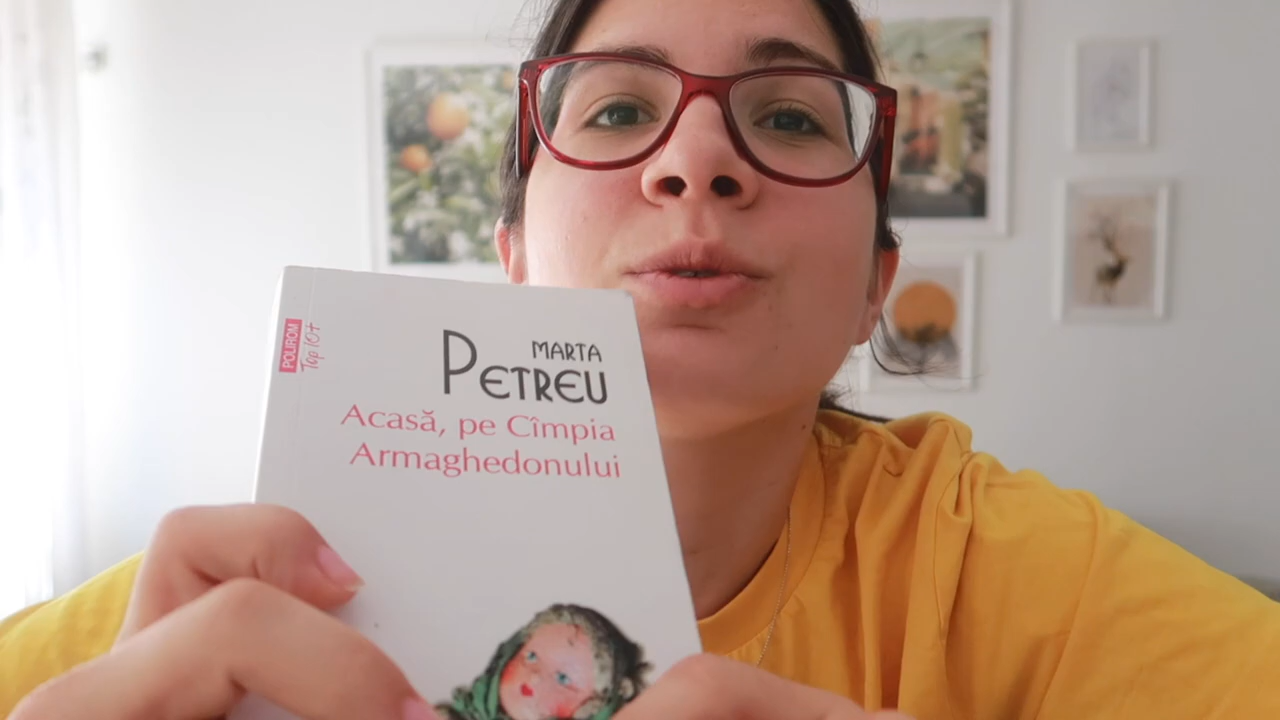 POLIROM
Top 10+
MARTA
PETREU
Acasă, pe Cîmpia
Armaghedonului